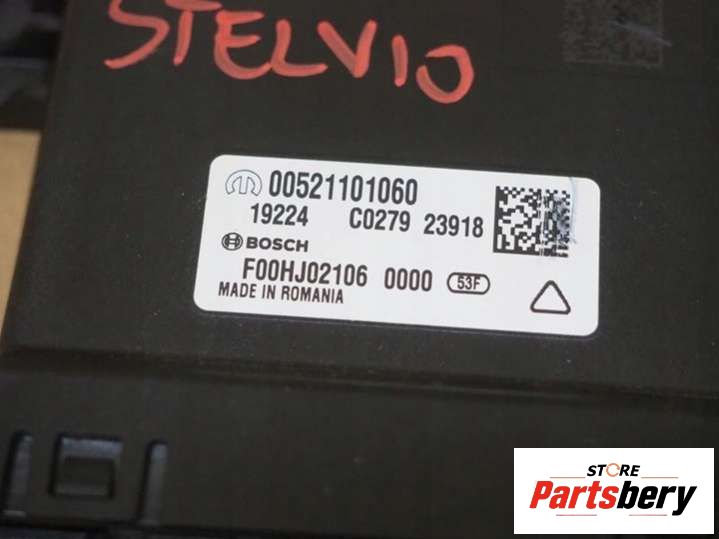 STELVIO
00521101060
19224 C0279 23918
BOSCH
F00HJ02106 0000 53F
MADE IN ROMANIA
STORE
Partsbery